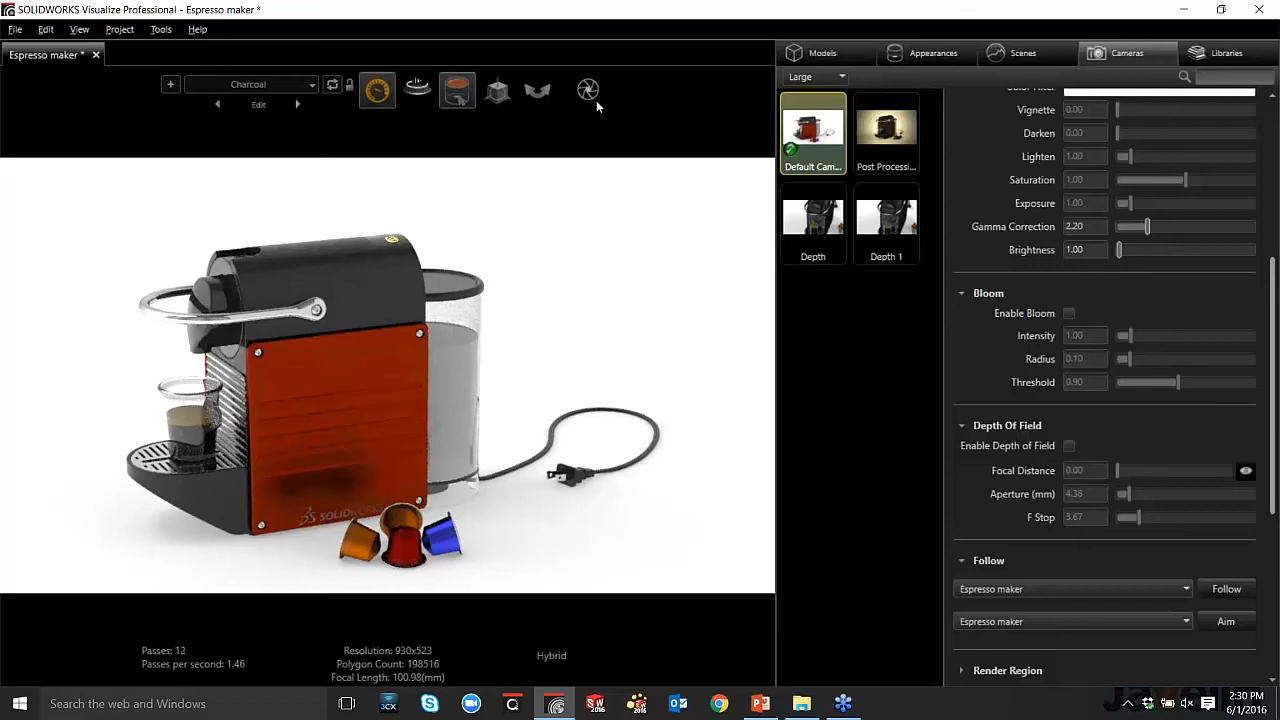 SOLIDWORKS Visualize Professional - Espresso maker *
File Edit View Project Tools Help
Espresso maker *
Charcoal
Edit
Models Appearances Scenes Cameras Libraries
Large
Default Cam... Post Processi...
Depth Depth 1
Vignette 0.00
Darken 0.00
Lighten 1.00
Saturation 1.00
Exposure 1.00
Gamma Correction 2.20
Brightness 1.00
Bloom
Enable Bloom
Intensity 1.00
Radius 0.10
Threshold 0.90
Depth Of Field
Enable Depth of Field
Focal Distance 0.00
Aperture (mm) 4.38
F Stop 3.67
Follow
Espresso maker Follow
Espresso maker Aim
Render Region
SOLIDWORKS
Passes: 12
Passes per second: 1.46
Resolution: 930x523
Polygon Count: 198516
Focal Length: 100.98(mm)
Hybrid
Search the web and Windows
3CX
2016
2016
2:30 PM
6/1/2016